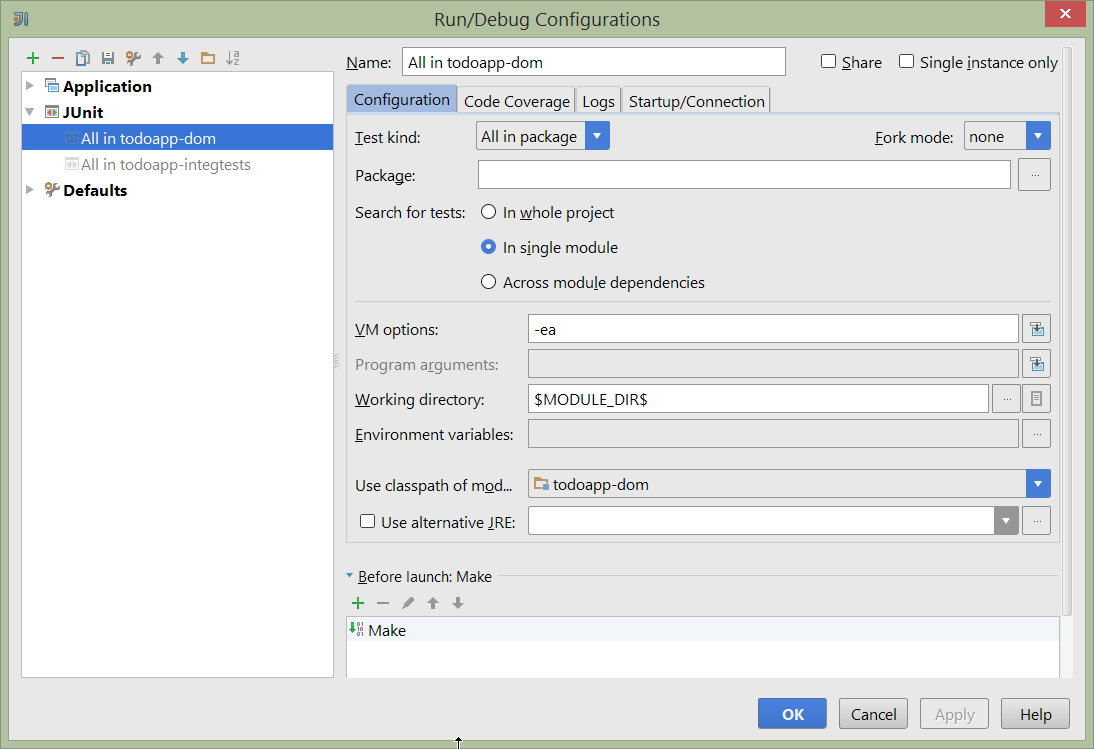 Run/Debug Configurations
Application
JUnit
All in todoapp-dom
All in todoapp-integtests
Defaults
Name: All in todoapp-dom Share Single instance only
Configuration Code Coverage Logs Startup/Connection
Test kind: All in package Fork mode: none
Package: ...
Search for tests: In whole project
In single module
Across module dependencies
VM options: -ea
Program arguments:
Working directory: $MODULE_DIR$ ...
Environment variables: ...
Use classpath of mod... todoapp-dom
Use alternative JRE: ...
Before launch: Make
Make
OK Cancel Apply Help